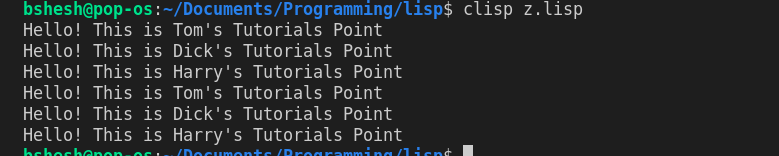 bshesh@pop-os:~/Documents/Programming/lisp$ clisp z.lisp
Hello! This is Tom's Tutorials Point
Hello! This is Dick's Tutorials Point
Hello! This is Harry's Tutorials Point
Hello! This is Tom's Tutorials Point
Hello! This is Dick's Tutorials Point
Hello! This is Harry's Tutorials Point
bshesh@pop-os:~/Documents/Programming/lisp$